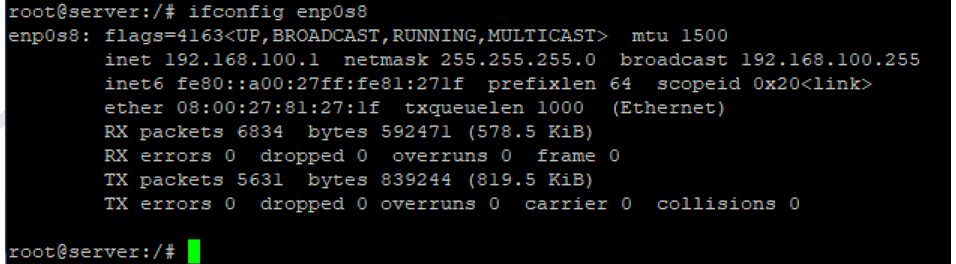 root@server:/# ifconfig enp0s8
enp0s8: flags=4163<UP,BROADCAST,RUNNING,MULTICAST>  mtu 1500
        inet 192.168.100.1  netmask 255.255.255.0  broadcast 192.168.100.255
        inet6 fe80::a00:27ff:fe81:271f  prefixlen 64  scopeid 0x20<link>
        ether 08:00:27:81:27:1f  txqueuelen 1000  (Ethernet)
        RX packets 6834  bytes 592471 (578.5 KiB)
        RX errors 0  dropped 0  overruns 0  frame 0
        TX packets 5631  bytes 839244 (819.5 KiB)
        TX errors 0  dropped 0 overruns 0  carrier 0  collisions 0
root@server:/#